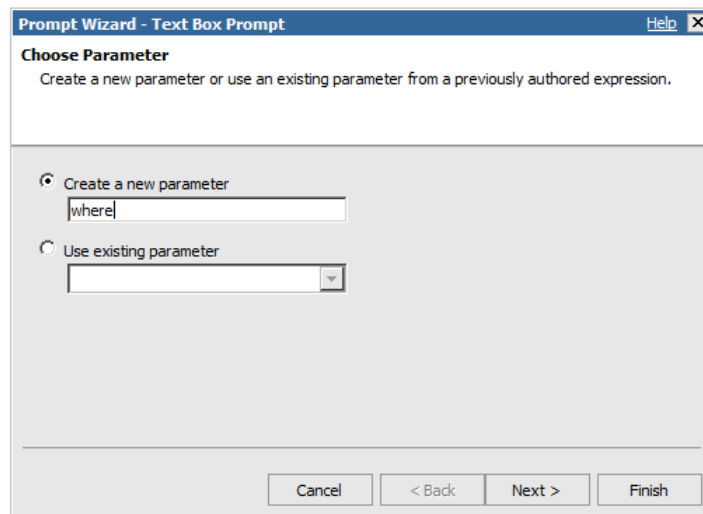 Prompt Wizard - Text Box Prompt Help X
Choose Parameter
Create a new parameter or use an existing parameter from a previously authored expression.
Create a new parameter
where
Use existing parameter
Cancel < Back Next > Finish